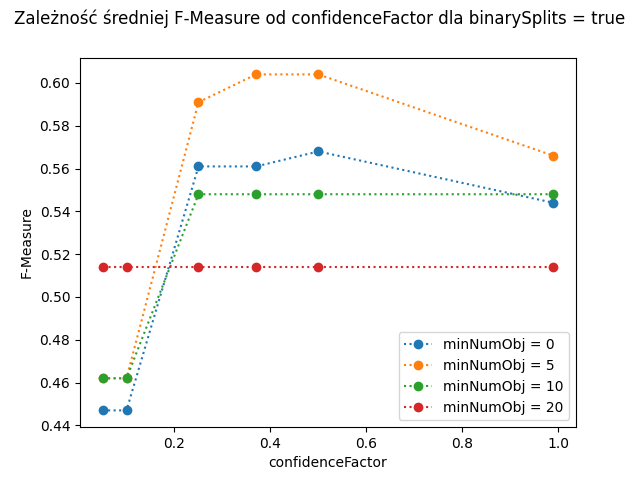 Zależność średniej F-Measure od confidenceFactor dla binarySplits = true
F-Measure
0.60
0.58
0.56
0.54
0.52
0.50
0.48
0.46
0.44
minNumObj = 0
minNumObj = 5
minNumObj = 10
minNumObj = 20
0.2 0.4 0.6 0.8 1.0
confidenceFactor